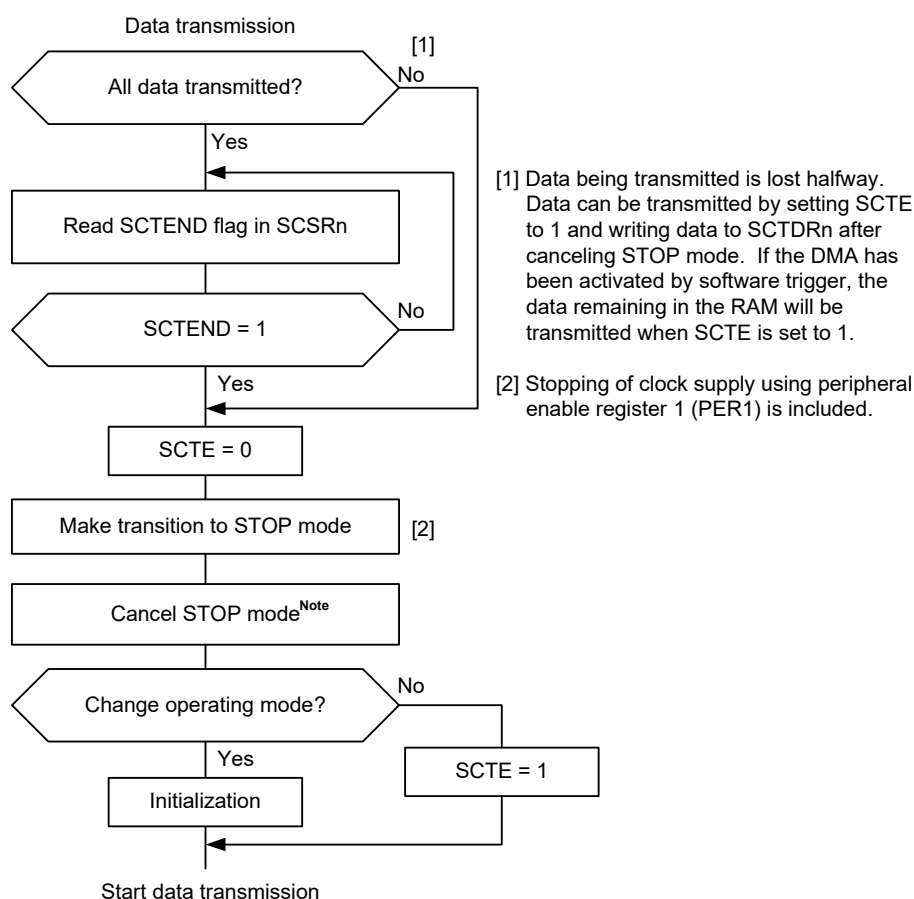 Data transmission
[1]
All data transmitted?
No
Yes
Read SCTEND flag in SCSRn
SCTEND = 1
No
Yes
SCTE = 0
Make transition to STOP mode
[2]
Cancel STOP modeNote
Change operating mode?
No
Yes
SCTE = 1
Initialization
Start data transmission
[1] Data being transmitted is lost halfway.
Data can be transmitted by setting SCTE
to 1 and writing data to SCTDRn after
canceling STOP mode.  If the DMA has
been activated by software trigger, the
data remaining in the RAM will be
transmitted when SCTE is set to 1.
[2] Stopping of clock supply using peripheral
enable register 1 (PER1) is included.